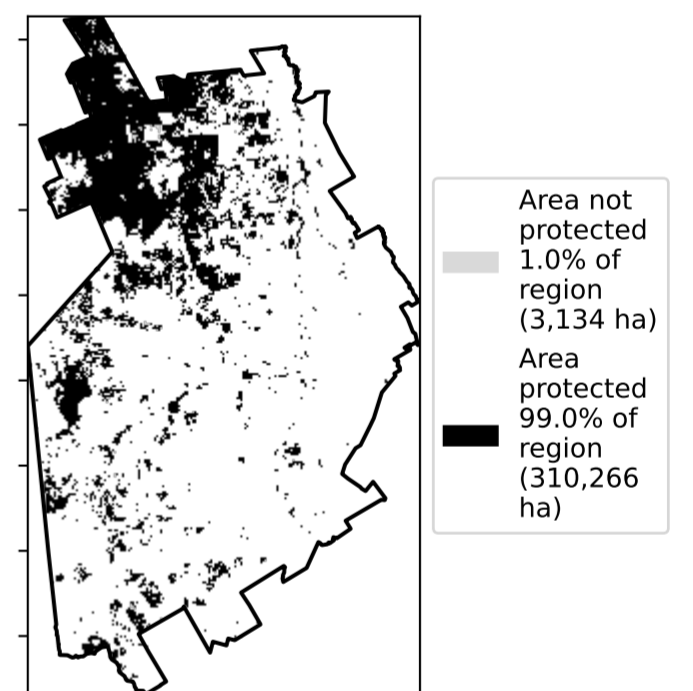 Area not
protected
1.0% of
region
(3,134 ha)
Area
protected
99.0% of
region
(310,266
ha)